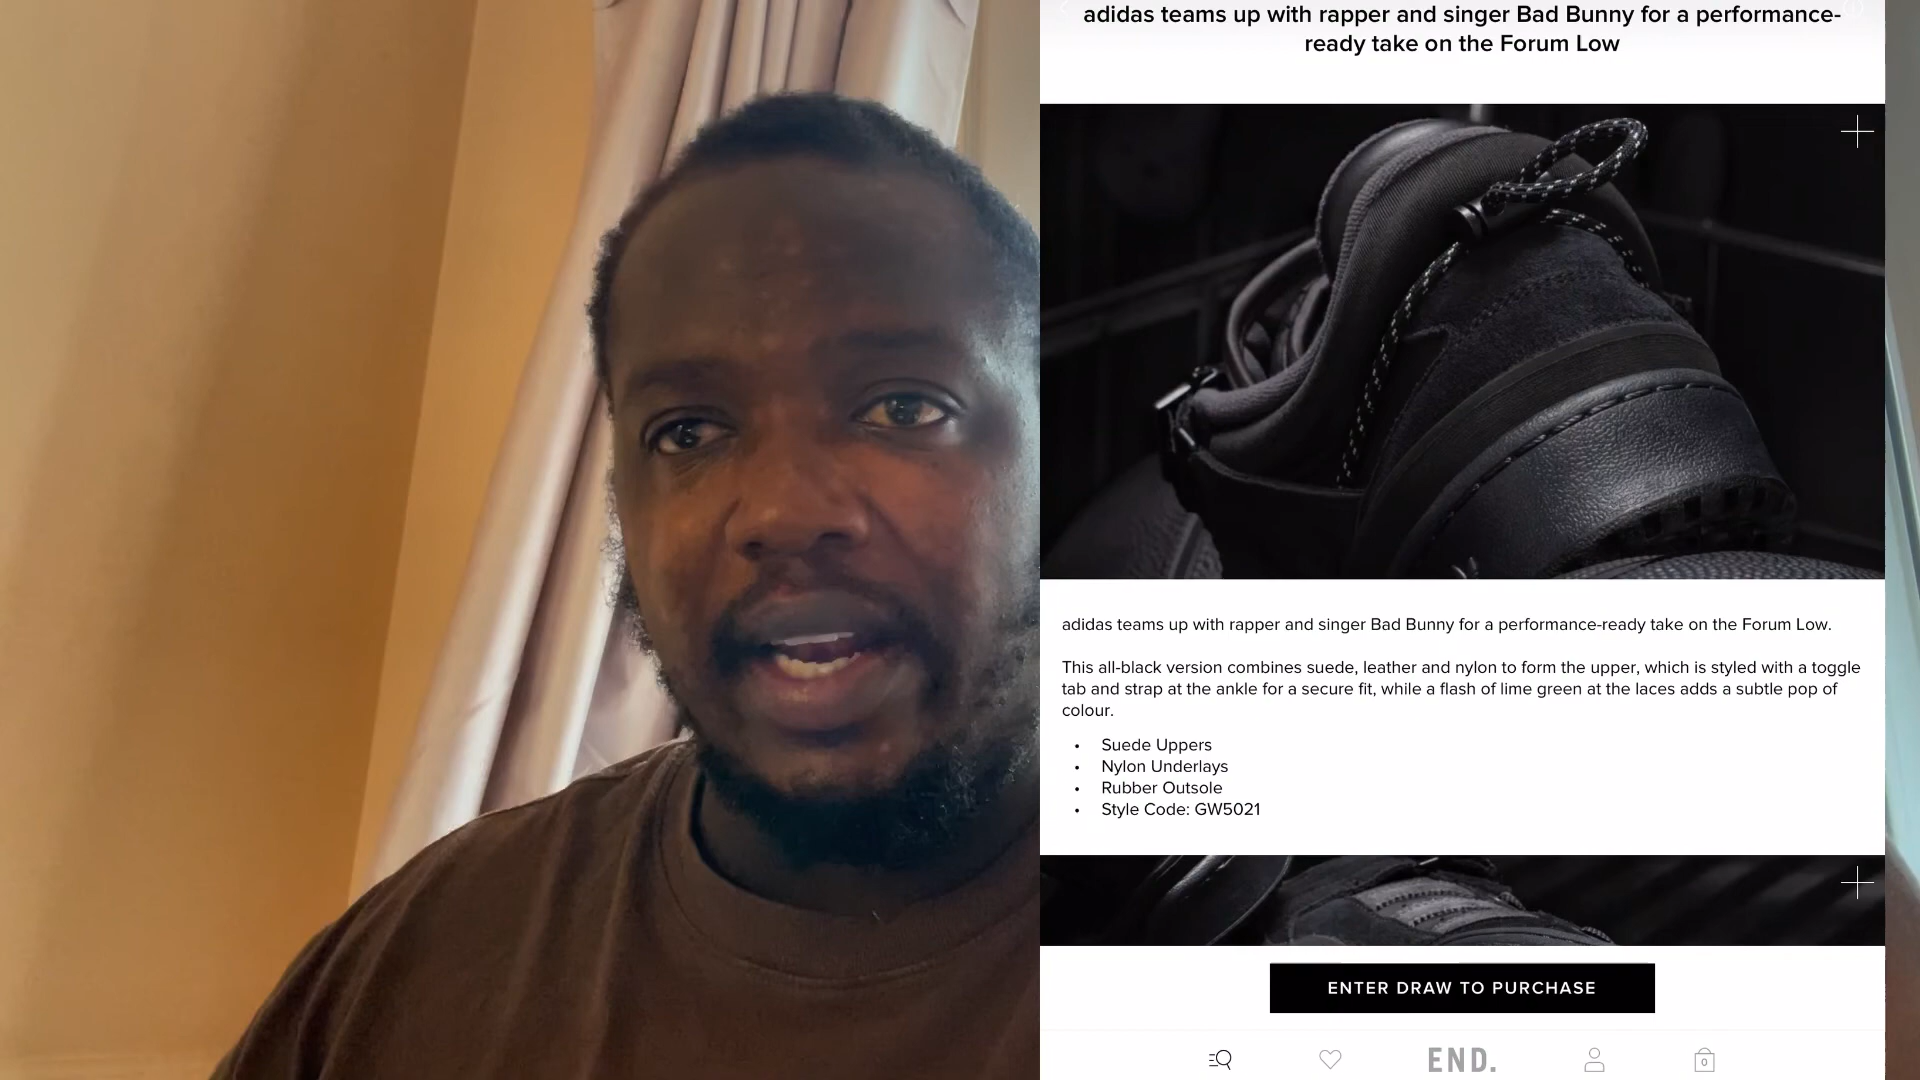 adidas teams up with rapper and singer Bad Bunny for a performance-
ready take on the Forum Low
adidas teams up with rapper and singer Bad Bunny for a performance-ready take on the Forum Low.
This all-black version combines suede, leather and nylon to form the upper, which is styled with a toggle
tab and strap at the ankle for a secure fit, while a flash of lime green at the laces adds a subtle pop of
colour.
• Suede Uppers
• Nylon Underlays
• Rubber Outsole
• Style Code: GW5021
ENTER DRAW TO PURCHASE
END.
0